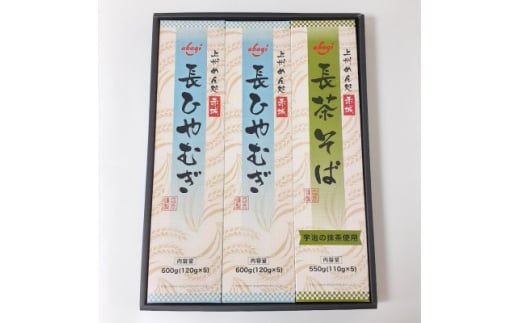 akagi
上州めん処
赤城
長ひやむぎ
内容量
600g(120g×5)
akagi
上州めん処
赤城
長ひやむぎ
内容量
600g(120g×5)
akagi
上州めん処
赤城
長茶そば
宇治の抹茶使用
内容量
550g(110g×5)